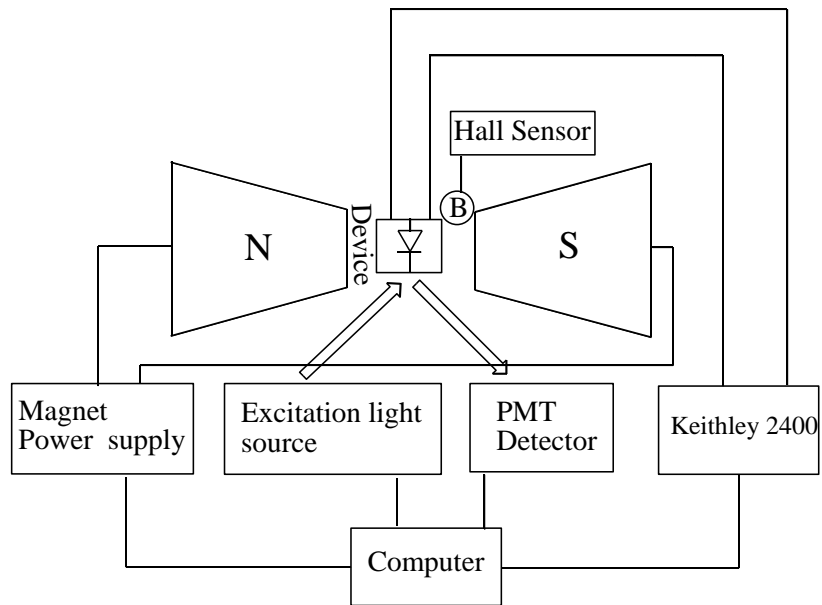 Hall Sensor
B
N
Device
S
Magnet
Power supply
Excitation light
source
PMT
Detector
Keithley 2400
Computer